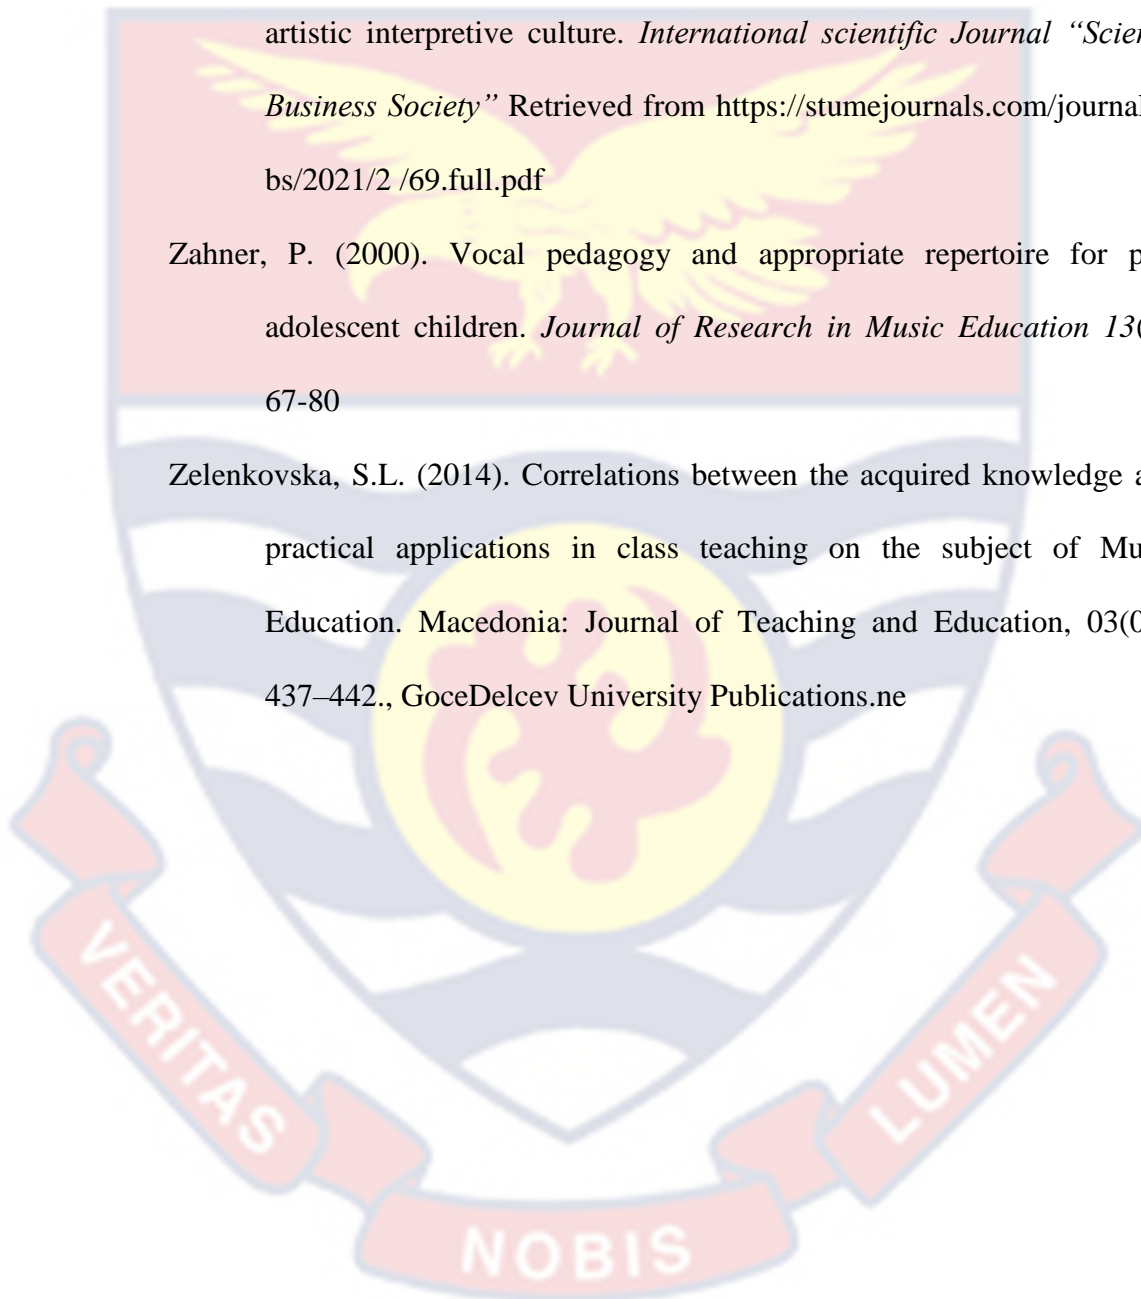 artistic interpretive culture. International scientific Journal “Scien
Business Society” Retrieved from https://stumejournals.com/journal
bs/2021/2 /69.full.pdf
Zahner, P. (2000). Vocal pedagogy and appropriate repertoire for p
adolescent children. Journal of Research in Music Education 13(
67-80
Zelenkovska, S.L. (2014). Correlations between the acquired knowledge a
practical applications in class teaching on the subject of Mu
Education. Macedonia: Journal of Teaching and Education, 03(0
437–442., GoceDelcev University Publications.ne
VERITAS
NOBIS
LUMEN